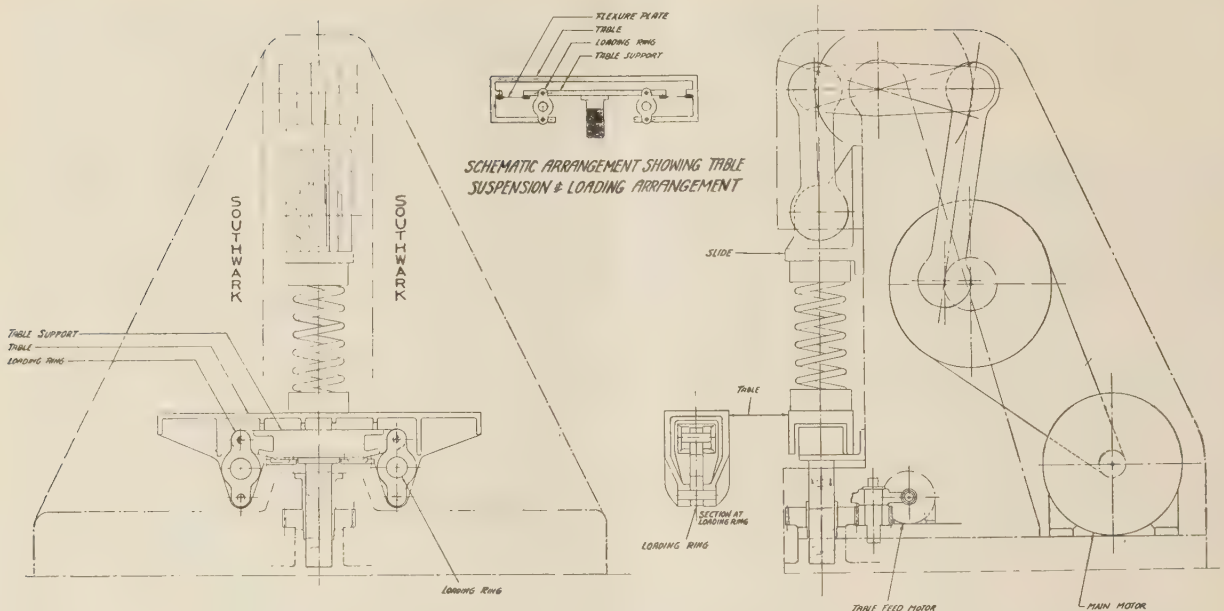 FLEXURE PLATE
TABLE
LOADING RING
TABLE SUPPORT
SCHEMATIC ARRANGEMENT SHOWING TABLE
SUSPENSION & LOADING ARRANGEMENT
SOUTHWARK
SOUTHWARK
SLIDE
TABLE SUPPORT
TABLE
LOADING RING
TABLE
SECTION AT
LOADING RING
LOADING RING
LOADING RING
TABLE FEED MOTOR
MAIN MOTOR